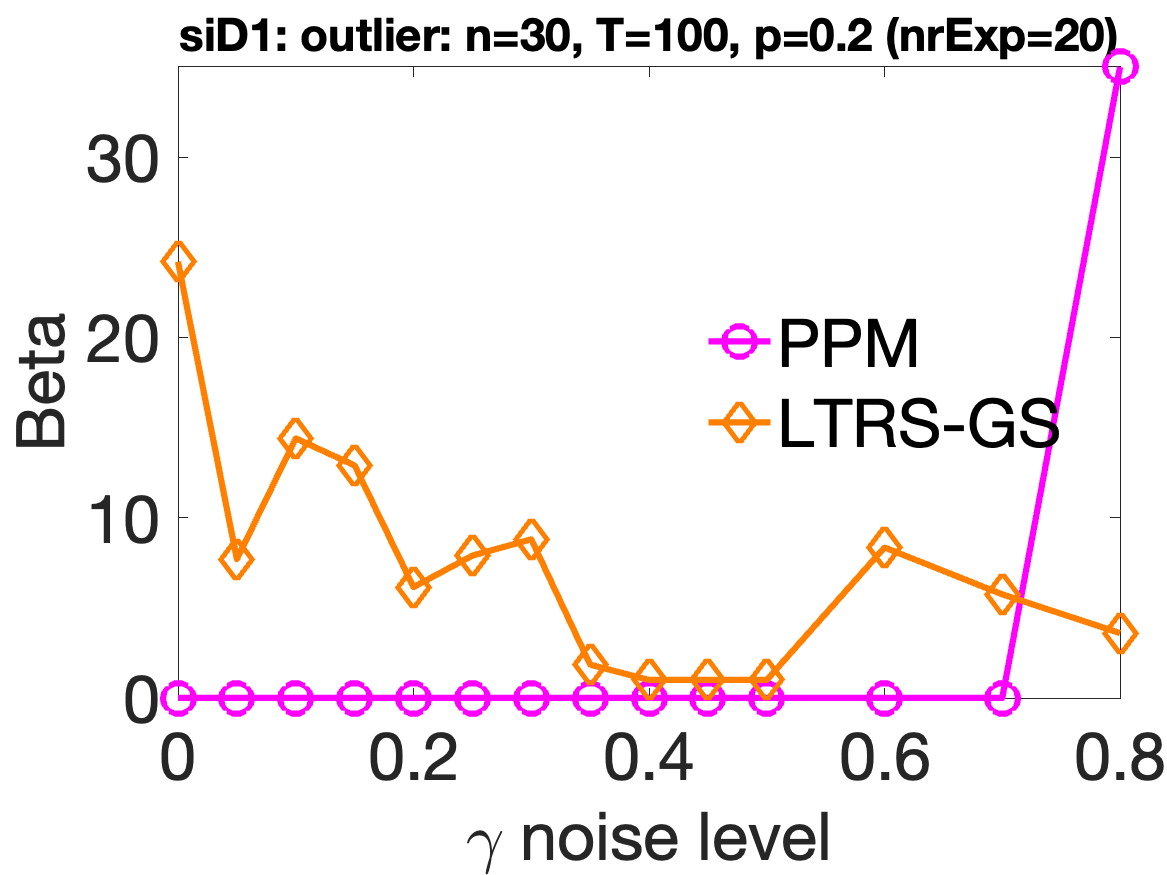 siD1: outlier: n=30, T=100, p=0.2 (nrExp=20)
30
20
10
0
Beta
PPM
LTRS-GS
0 0.2 0.4 0.6 0.8
γ noise level